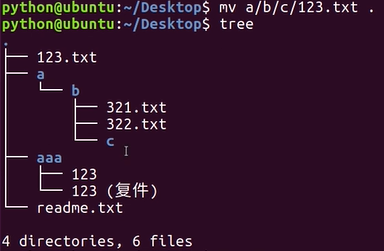 python@ubuntu:~/Desktop$ mv a/b/c/123.txt .
python@ubuntu:~/Desktop$ tree
.
├── 123.txt
├── a
│   └── b
│       ├── 321.txt
│       ├── 322.txt
│       └── c
├── aaa
│   ├── 123
│   └── 123 (复件)
└── readme.txt
4 directories, 6 files